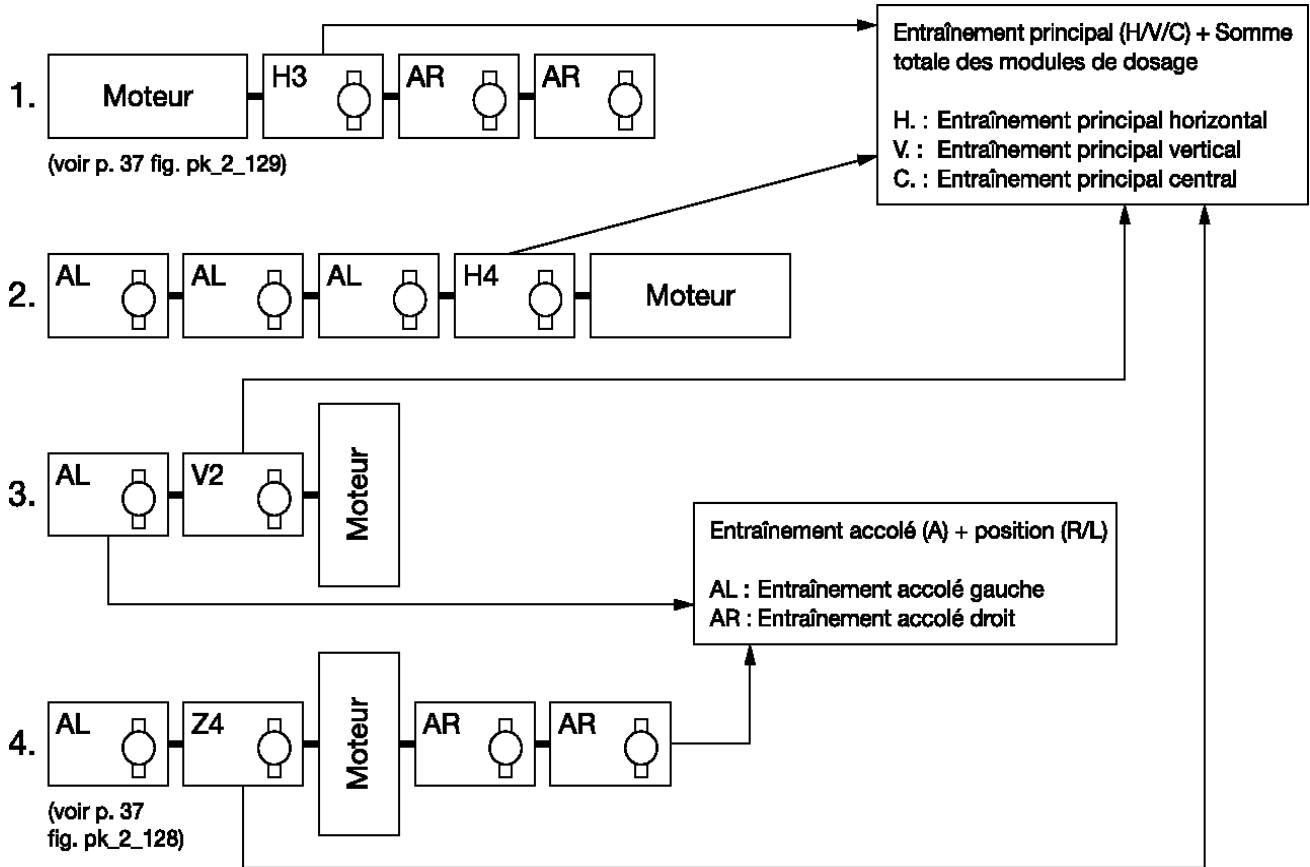 Entraînement principal (H/V/C) + Somme
totale des modules de dosage
H. : Entraînement principal horizontal
V. : Entraînement principal vertical
C. : Entraînement principal central
1.
Moteur
H3
AR
AR
(voir p. 37 fig. pk_2_129)
2.
AL
AL
AL
H4
Moteur
3.
AL
V2
Moteur
Entraînement accolé (A) + position (R/L)
AL : Entraînement accolé gauche
AR : Entraînement accolé droit
4.
AL
Z4
Moteur
AR
AR
(voir p. 37
fig. pk_2_128)